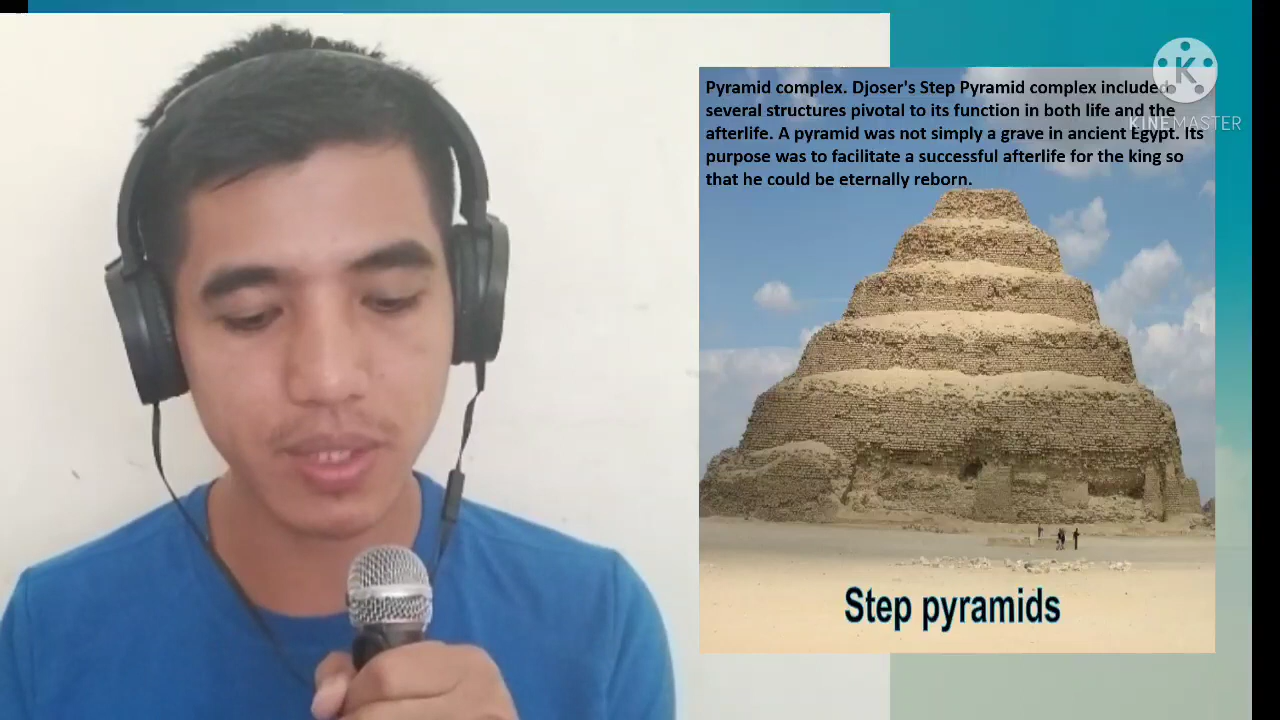 Pyramid complex. Djoser's Step Pyramid complex included
several structures pivotal to its function in both life and the
afterlife. A pyramid was not simply a grave in ancient Egypt. Its
purpose was to facilitate a successful afterlife for the king so
that he could be eternally reborn.
K
KINEMASTER
Step pyramids